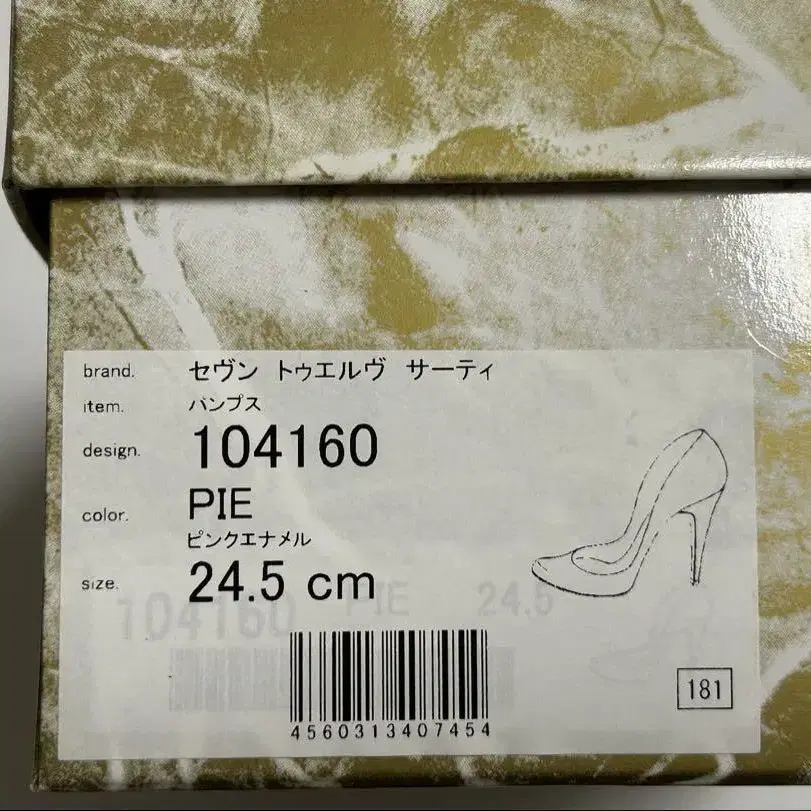 brand. セヴン トゥエルヴ サーティ
item. パンプス
design. 104160
color. PIE
ピンクエナメル
size. 24.5 cm
104160 PIE 24.5
4560313407454
181